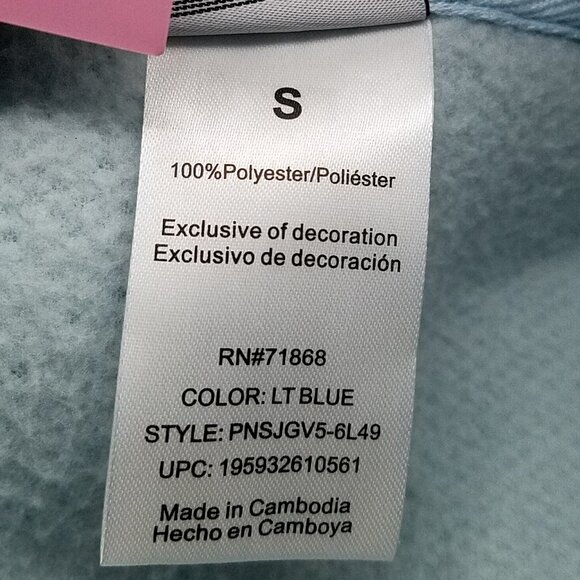 S
100%Polyester/Poliéster
Exclusive of decoration
Exclusivo de decoración
RN#71868
COLOR: LT BLUE
STYLE: PNSJGV5-6L49
UPC: 195932610561
Made in Cambodia
Hecho en Camboya